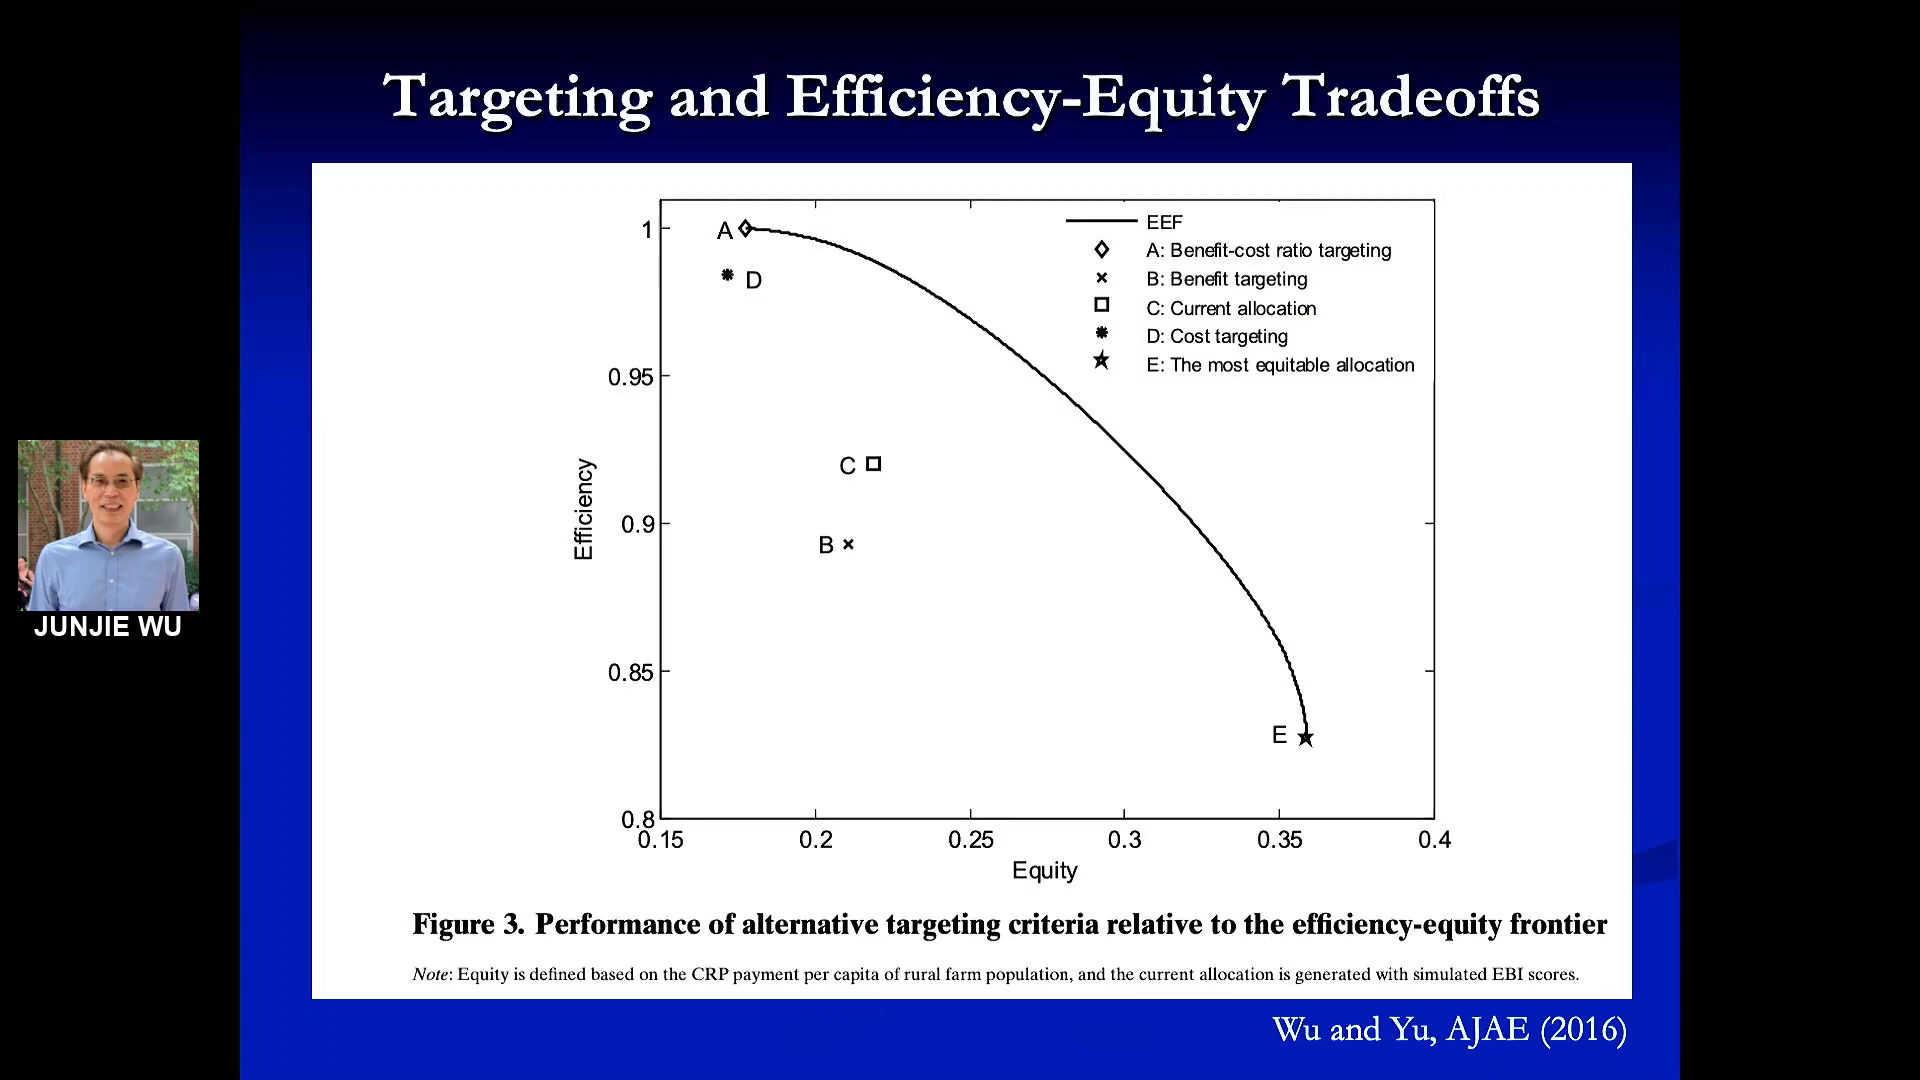 Targeting and Efficiency-Equity Tradeoffs
EEF
A: Benefit-cost ratio targeting
B: Benefit targeting
C: Current allocation
D: Cost targeting
E: The most equitable allocation
A
D
C
B
E
1
0.95
0.9
0.85
0.8
Efficiency
0.15
0.2
0.25
0.3
0.35
0.4
Equity
Figure 3. Performance of alternative targeting criteria relative to the efficiency-equity frontier
Note: Equity is defined based on the CRP payment per capita of rural farm population, and the current allocation is generated with simulated EBI scores.
Wu and Yu, AJAE (2016)
JUNJIE WU